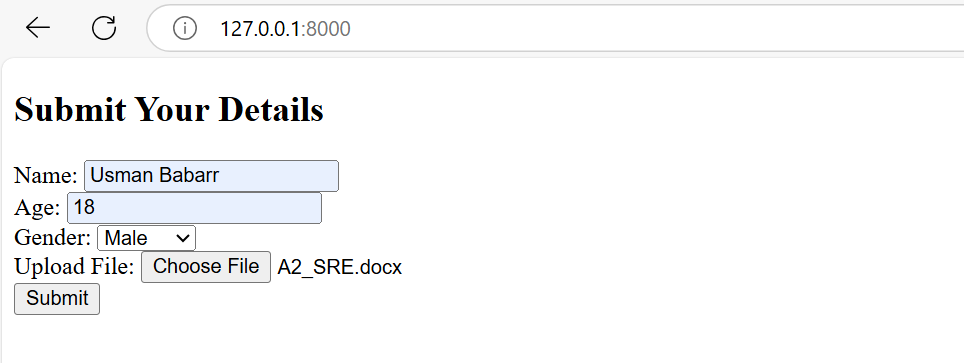 127.0.0.1:8000
Submit Your Details
Name: Usman Babarr
Age: 18
Gender: Male
Upload File: Choose File A2_SRE.docx
Submit